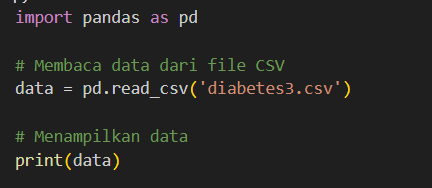 import pandas as pd
# Membaca data dari file CSV
data = pd.read_csv('diabetes3.csv')
# Menampilkan data
print(data)